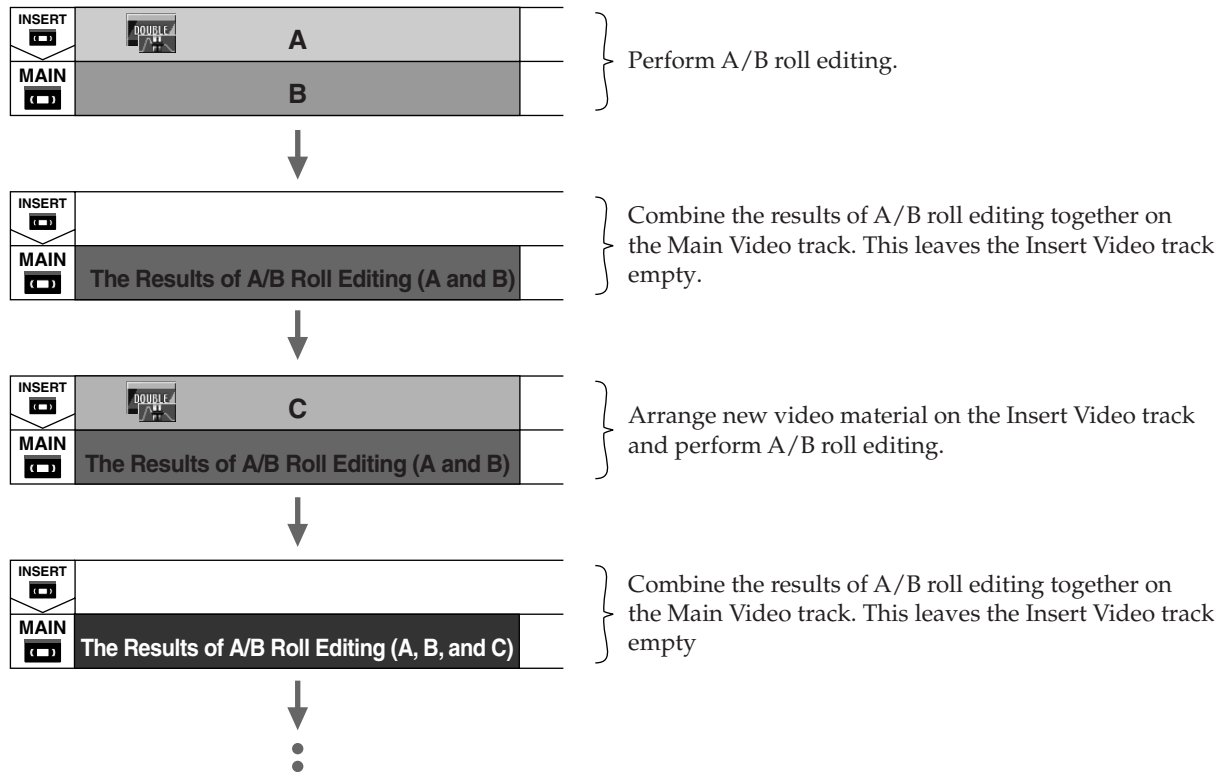 INSERT
DOUBLE
A
MAIN
B
Perform A/B roll editing.
INSERT
MAIN
The Results of A/B Roll Editing (A and B)
Combine the results of A/B roll editing together on
the Main Video track. This leaves the Insert Video track
empty.
INSERT
DOUBLE
C
MAIN
The Results of A/B Roll Editing (A and B)
Arrange new video material on the Insert Video track
and perform A/B roll editing.
INSERT
MAIN
The Results of A/B Roll Editing (A, B, and C)
Combine the results of A/B roll editing together on
the Main Video track. This leaves the Insert Video track
empty